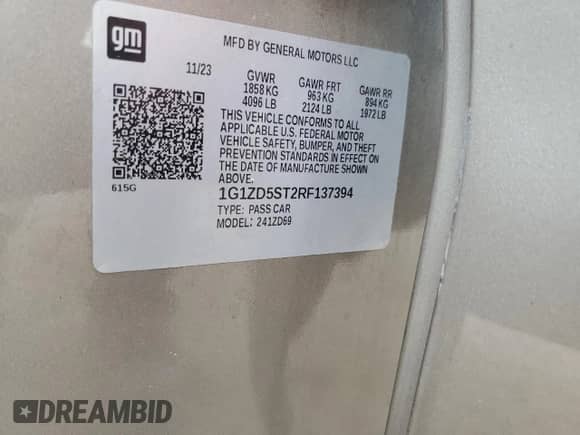 gm
MFD BY GENERAL MOTORS LLC
11/23
GVWR GAWR FRT GAWR RR
1858 KG 963 KG 894 KG
4096 LB 2124 LB 1972 LB
THIS VEHICLE CONFORMS TO ALL
APPLICABLE U.S. FEDERAL MOTOR
VEHICLE SAFETY, BUMPER, AND THEFT
PREVENTION STANDARDS IN EFFECT ON
THE DATE OF MANUFACTURE SHOWN
ABOVE.
615G
1G1ZD5ST2RF137394
TYPE: PASS CAR
MODEL: 241ZD69
DREAMBID